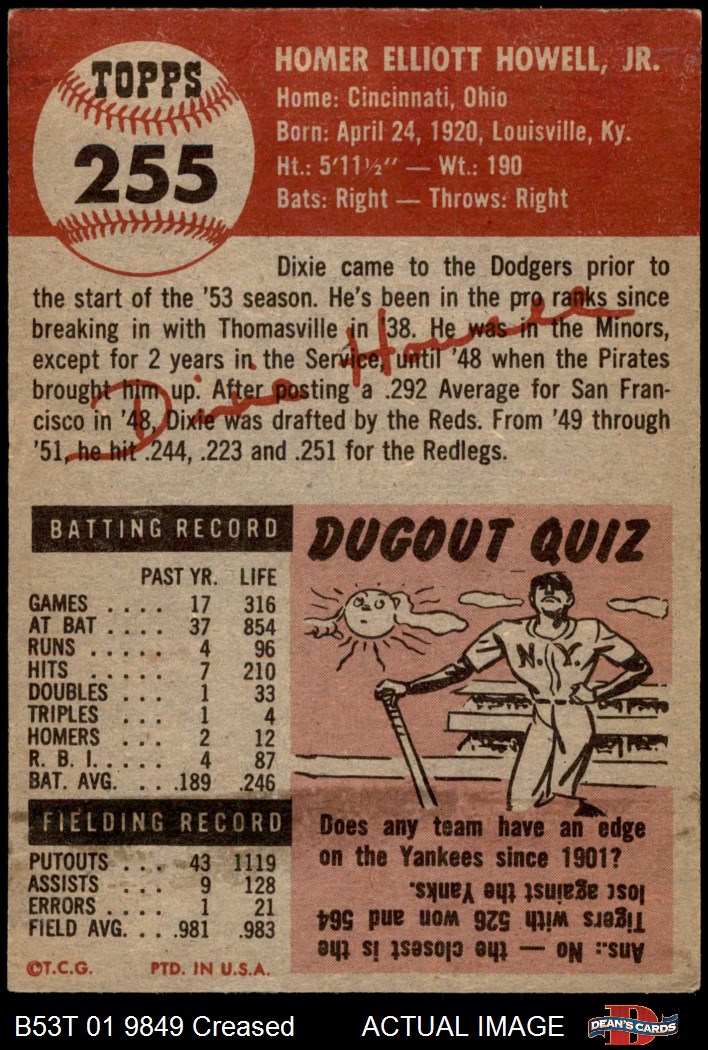 TOPPS
255
HOMER ELLIOTT HOWELL, JR.
Home: Cincinnati, Ohio
Born: April 24, 1920, Louisville, Ky.
Ht.: 5'11½" — Wt.: 190
Bats: Right — Throws: Right
Dixie came to the Dodgers prior to
the start of the '53 season. He's been in the pro ranks since
breaking in with Thomasville in '38. He was in the Minors,
except for 2 years in the Service, until '48 when the Pirates
brought him up. After posting a .292 Average for San Fran-
cisco in '48, Dixie was drafted by the Reds. From '49 through
'51, he hit .244, .223 and .251 for the Redlegs.
Dixie Howell
BATTING RECORD
PAST YR. LIFE
GAMES .... 17 316
AT BAT .... 37 854
RUNS .... 4 96
HITS .... 7 210
DOUBLES ... 1 33
TRIPLES ... 1 4
HOMERS ... 2 12
R. B. I. .... 4 87
BAT. AVG. ... .189 .246
FIELDING RECORD
PUTOUTS ... 43 1119
ASSISTS ... 9 128
ERRORS .... 1 21
FIELD AVG. ... .981 .983
©T.C.G. PTD. IN U.S.A.
DUGOUT QUIZ
N.Y.
Does any team have an edge
on the Yankees since 1901?
Ans.: No — the closest is the
Tigers with 526 won and 564
lost against the Yanks.
B53T 01 9849 Creased ACTUAL IMAGE DEAN'S CARDS